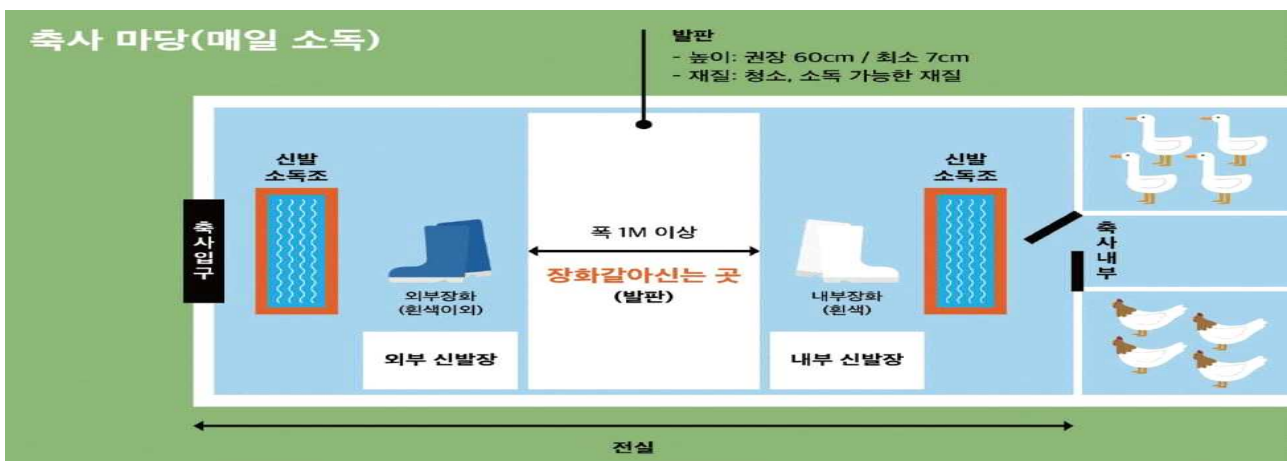 축사 마당(매일 소독)
발판
- 높이: 권장 60cm / 최소 7cm
- 재질: 청소, 소독 가능한 재질
축사입구
신발
소독조
외부장화
(흰색이외)
외부 신발장
폭 1M 이상
장화갈아신는 곳
(발판)
내부장화
(흰색)
내부 신발장
신발
소독조
축사내부
전실